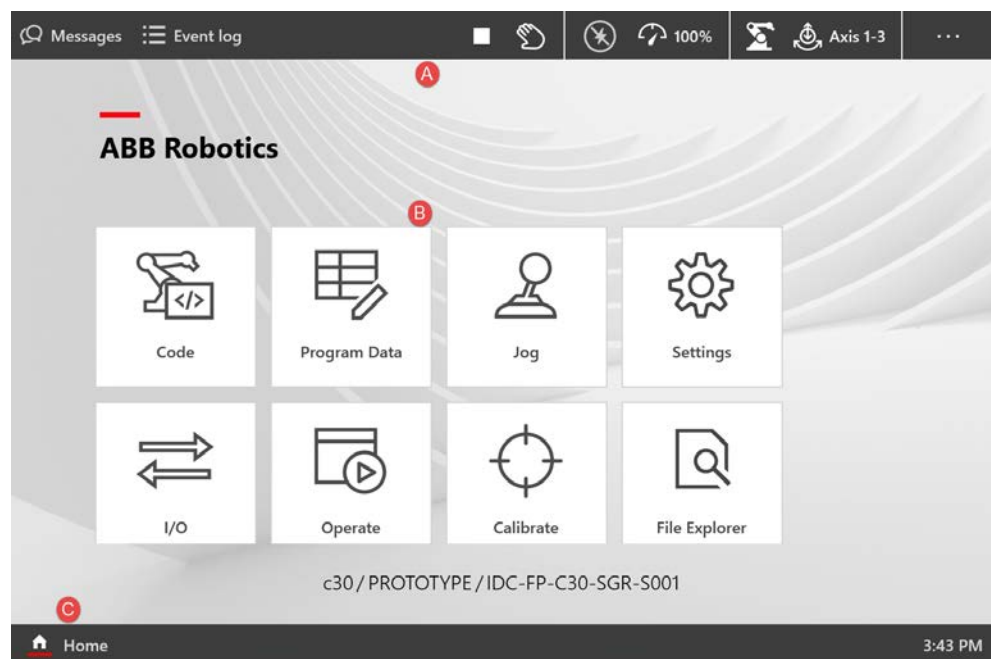 Messages Event log 100% Axis 1-3 ...
A
ABB Robotics
B
</>
Code Program Data Jog Settings
I/O Operate Calibrate File Explorer
c30 / PROTOTYPE / IDC-FP-C30-SGR-S001
C
Home 3:43 PM